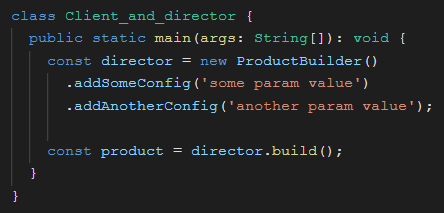 class Client_and_director {
public static main(args: String[]): void {
const director = new ProductBuilder()
.addSomeConfig('some param value')
.addAnotherConfig('another param value');
const product = director.build();
}
}